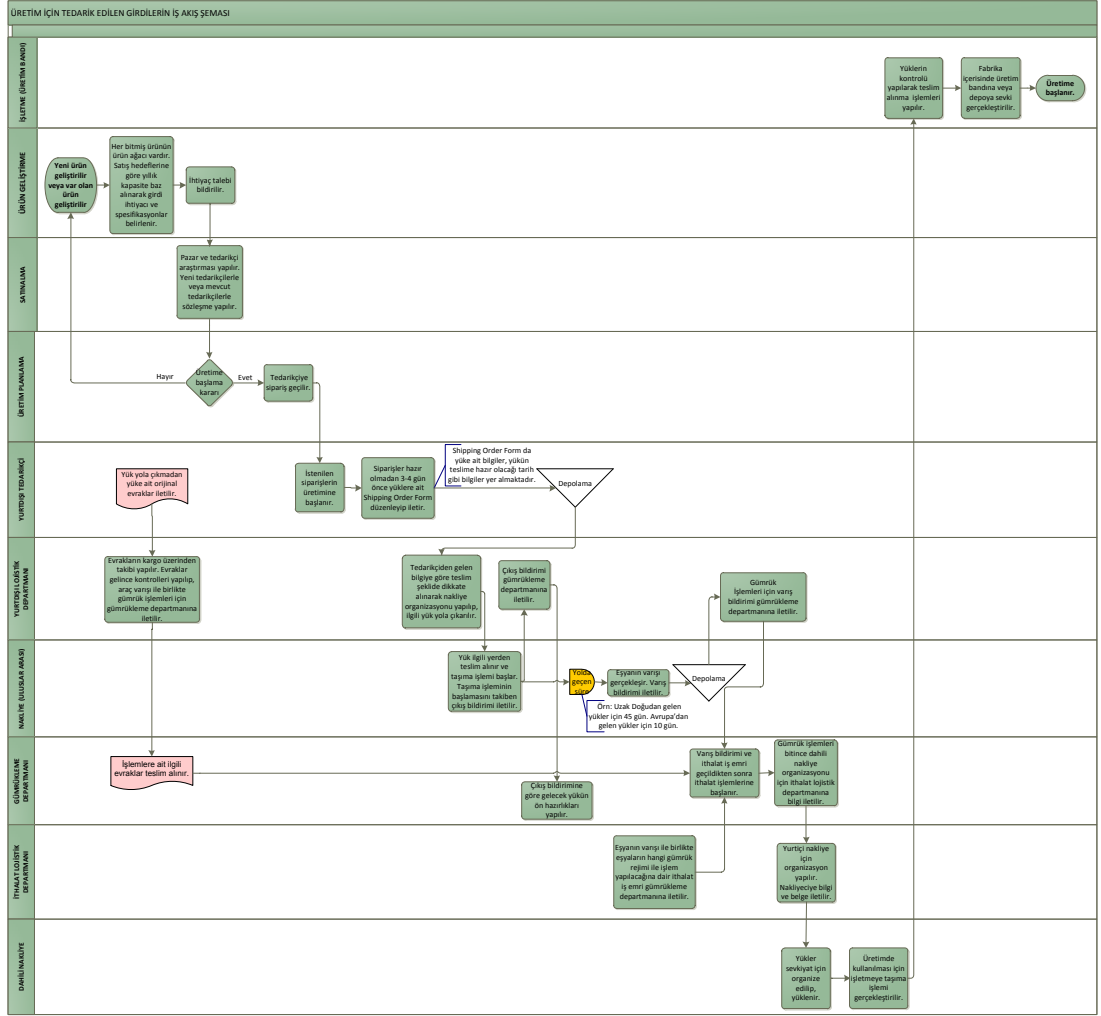 ÜRETİM İÇİN TEDARİK EDİLEN GİRDİLERİN İŞ AKIŞ ŞEMASI
İŞLETME (ÜRETİM BANDI)
Yüklerin
kontrolü
yapılarak teslim
alınma işlemleri
yapılır.
Fabrika
içerisinde üretim
bandına veya
depoya sevki
gerçekleştirilir.
Üretime
başlanır.
ÜRÜN GELİŞTİRME
Yeni ürün
geliştirilir
veya var olan
ürün
geliştirilir
Her bitmiş ürünün
ürün ağacı vardır.
Satış hedeflerine
göre yıllık
kapasite baz
alınarak girdi
ihtiyacı ve
spesifikasyonlar
belirlenir.
İhtiyaç talebi
bildirilir.
SATINALMA
Pazar ve tedarikçi
araştırması yapılır.
Yeni tedarikçilerle
veya mevcut
tedarikçilerle
sözleşme yapılır.
ÜRETİM PLANLAMA
Hayır
Üretime
başlama
kararı
Evet
Tedarikçiye
sipariş geçilir.
YURTDIŞI TEDARİKÇİ
Yük yola çıkmadan
yüke ait orijinal
evraklar iletilir.
İstenilen
siparişlerin
üretimine
başlanır.
Siparişler hazır
olmadan 3-4 gün
önce yüklere ait
Shipping Order Form
düzenleyip iletir.
Shipping Order Form da
yüke ait bilgiler, yükün
teslime hazır olacağı tarih
gibi bilgiler yer almaktadır.
Depolama
YURTDIŞI LOJİSTİK
DEPARTMANI
Evrakların kargo üzerinden
takibi yapılır. Evraklar
gelince kontrolleri yapılıp,
araç varışı ile birlikte
gümrük işlemleri için
gümrükleme departmanına
iletilir.
Tedarikçiden gelen
bilgiye göre teslim
şeklide dikkate
alınarak nakliye
organizasyonu yapılıp,
ilgili yük yola çıkarılır.
Çıkış bildirimi
gümrükleme
departmanına
iletilir.
Gümrük
İşlemleri için varış
bildirimi gümrükleme
departmanına iletilir.
NAKLİYE (ULUSLAR ARASI)
Yük ilgili yerden
teslim alınır ve
taşıma işlemi başlar.
Taşıma işleminin
başlamasını takiben
çıkış bildirimi iletilir.
Yolda
geçen
süre
Eşyanın varışı
gerçekleşir. Varış
bildirimi iletilir.
Depolama
Örn: Uzak Doğudan gelen
yükler için 45 gün. Avrupa'dan
gelen yükler için 10 gün.
GÜMRÜKLEME
DEPARTMANI
İşlemlere ait ilgili
evraklar teslim alınır.
Çıkış bildirimine
göre gelecek yükün
ön hazırlıkları
yapılır.
Varış bildirimi ve
ithalat iş emri
geçildikten sonra
ithalat işlemlerine
başlanır.
Gümrük işlemleri
bitince dahili
nakliye
organizasyonu
için ithalat lojistik
departmanına
bilgi iletilir.
İTHALAT LOJİSTİK
DEPARTMANI
Eşyanın varışı ile birlikte
eşyaların hangi gümrük
rejimi ile işlem
yapılacağına dair ithalat
iş emri gümrükleme
departmanına iletilir.
Yurtiçi nakliye
için
organizasyon
yapılır.
Nakliyeciye bilgi
ve belge iletilir.
DAHİLİ NAKLİYE
Yükler
sevkiyat için
organize
edilip,
yüklenir.
Üretimde
kullanılması için
işletmeye taşıma
işlemi
gerçekleştirilir.